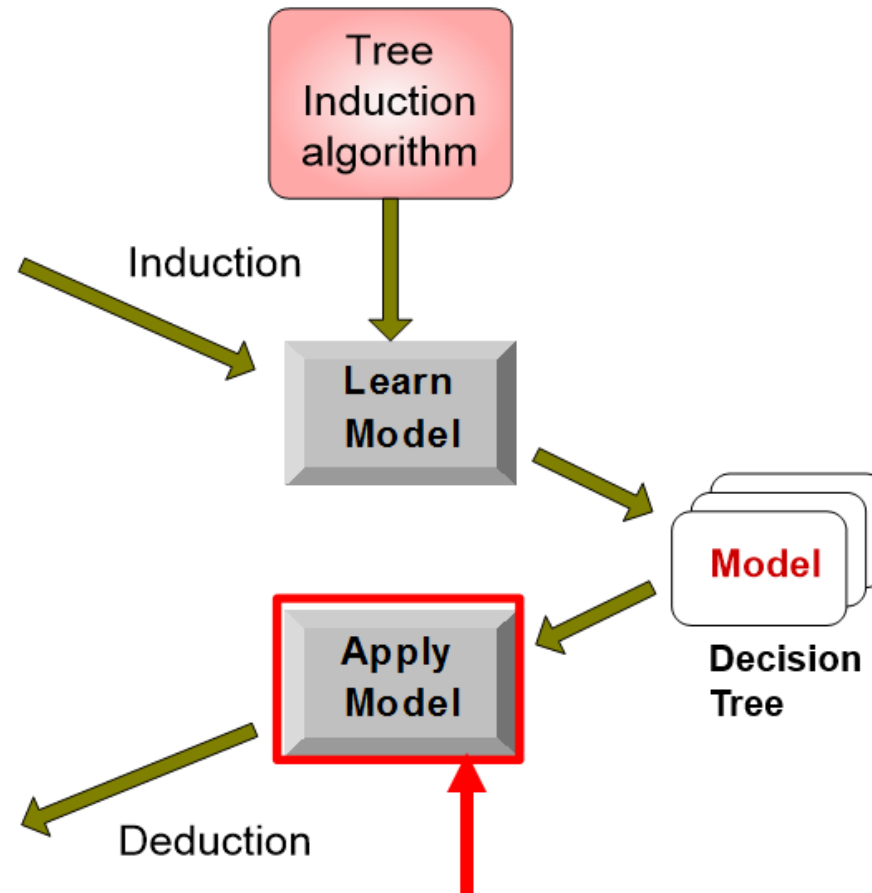 Tree
Induction
algorithm
Induction
Learn
Model
Model
Decision
Tree
Apply
Model
Deduction